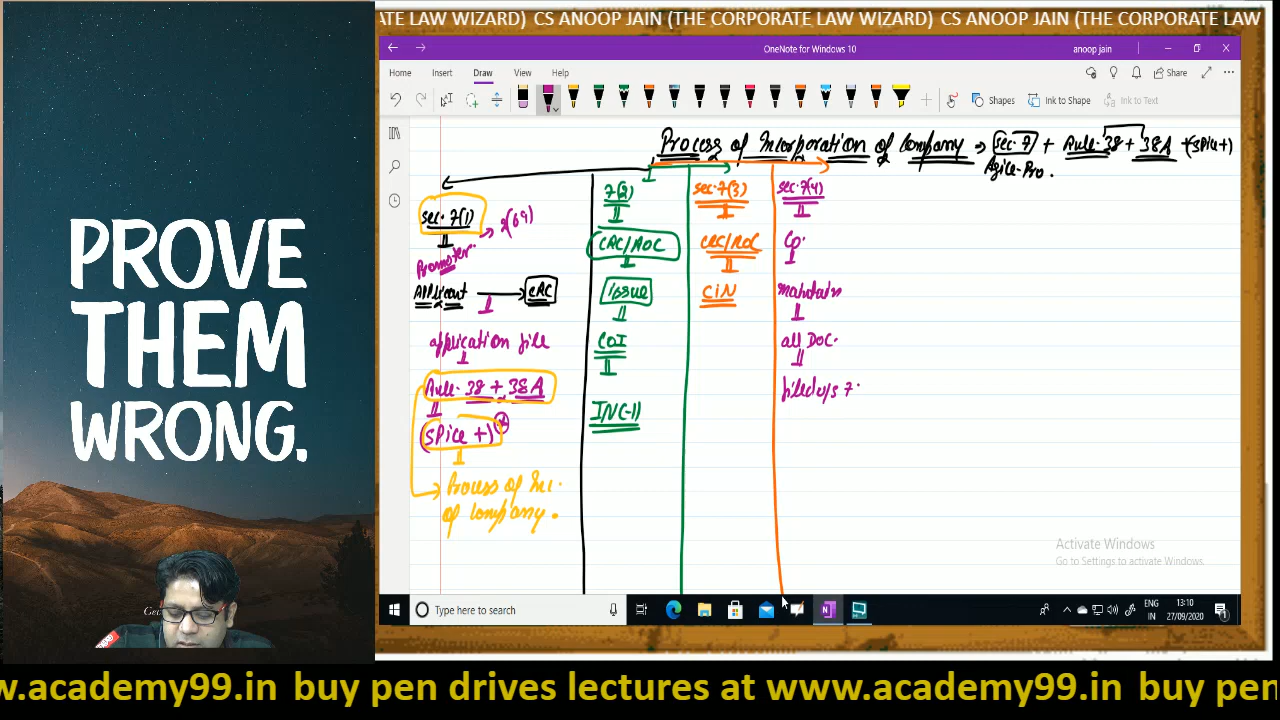 ATE LAW WIZARD) CS ANOOP JAIN (THE CORPORATE LAW WIZARD) CS ANOOP JAIN (THE CORPORATE LAW
OneNote for Windows 10
anoop jain
Home Insert Draw View Help
Share
Shapes
Ink to Shape
Ink to Text
Process of Incorporation of Company ⇒ Sec. 7 + Rule 38 + 38A + (SPice+)
Agile-Pro.
sec. 7(1)
2(69)
Promoter
Applicant → CRC
application file
Rule. 38 + 38A
(SPice +)
Process of Inc.
of Company.
7(2)
CRC/ROC
issue
COI
INC-11
sec. 7(3)
CRC/ROC
CIN
sec. 7(4)
Co.
maintain
all DOC.
filed u/s 7.
PROVE
THEM
WRONG.
Activate Windows
Go to Settings to activate Windows.
Type here to search
ENG
IN
13:10
27/09/2020
w.academy99.in buy pen drives lectures at www.academy99.in buy pen